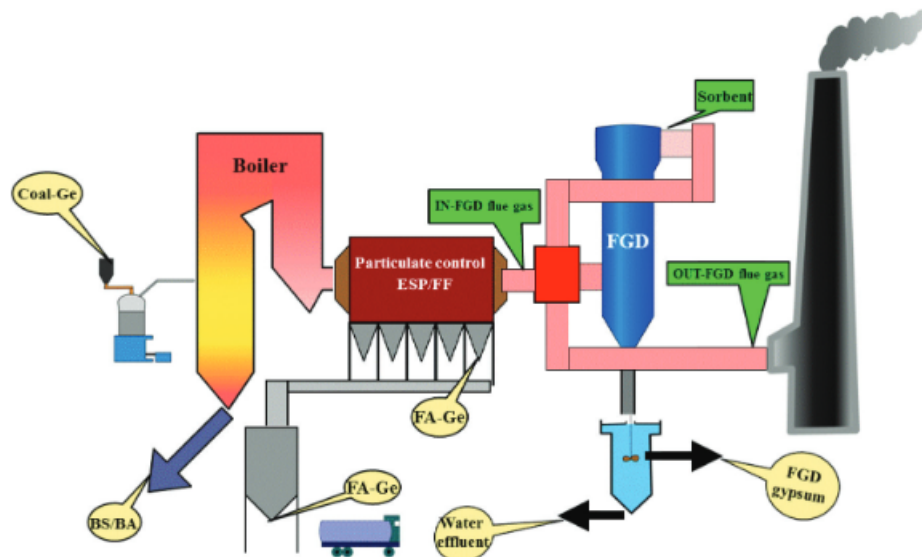 Sorbent
Boiler
Coal-Ge
IN-FGD flue gas
FGD
Particulate control
ESP/FF
OUT-FGD flue gas
FA-Ge
FA-Ge
FGD
gypsum
BS/BA
Water
effluent